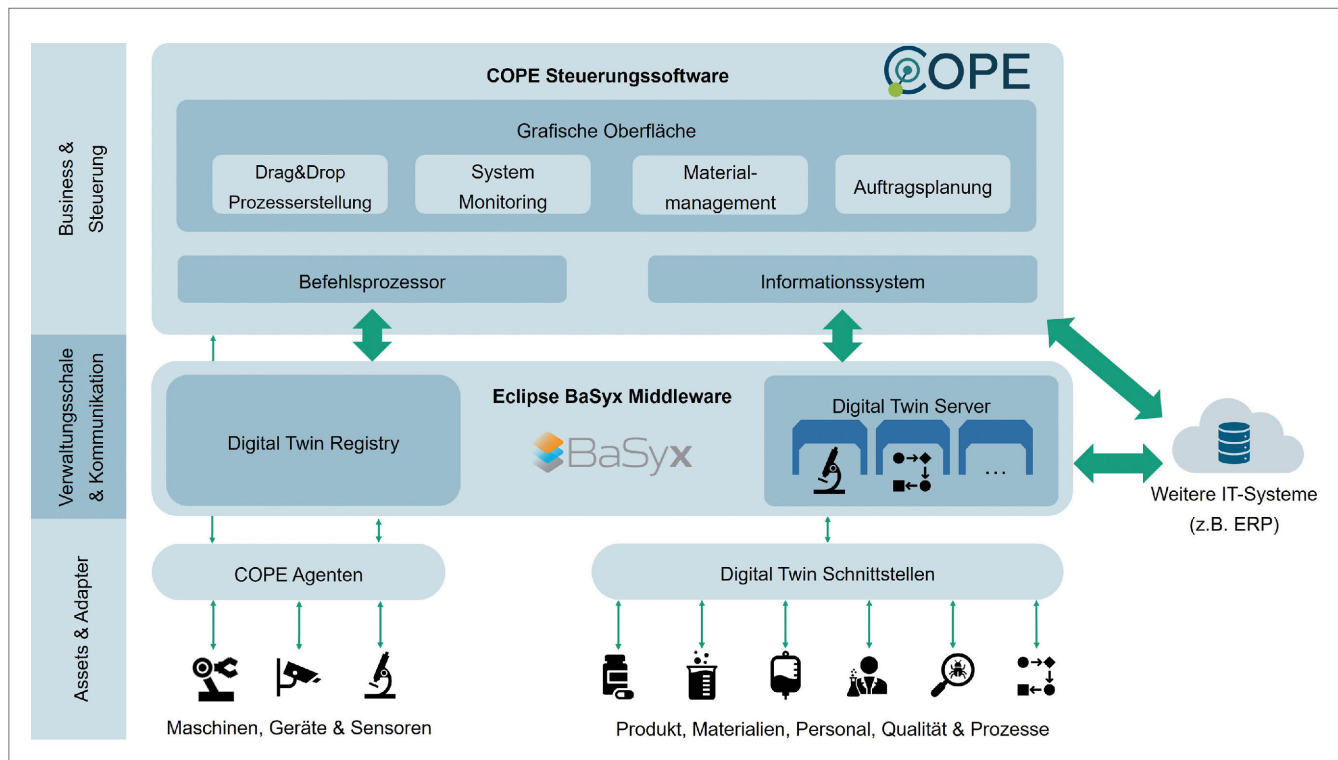 Business &
Steuerung
COPE Steuerungssoftware
COPE
Grafische Oberfläche
Drag&Drop
Prozesserstellung
System
Monitoring
Material-
management
Auftragsplanung
Befehlsprozessor
Informationssystem
Verwaltungsschale
& Kommunikation
Eclipse BaSyx Middleware
Digital Twin Registry
BaSyx
Digital Twin Server
...
Weitere IT-Systeme
(z.B. ERP)
Assets & Adapter
COPE Agenten
Digital Twin Schnittstellen
Maschinen, Geräte & Sensoren
Produkt, Materialien, Personal, Qualität & Prozesse